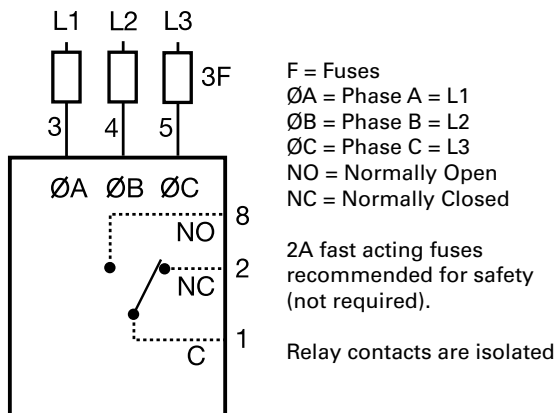 L1 L2 L3
3F
3 4 5
ØA ØB ØC
8
NO
2
NC
1
C
F = Fuses
ØA = Phase A = L1
ØB = Phase B = L2
ØC = Phase C = L3
NO = Normally Open
NC = Normally Closed
2A fast acting fuses
recommended for safety
(not required).
Relay contacts are isolated